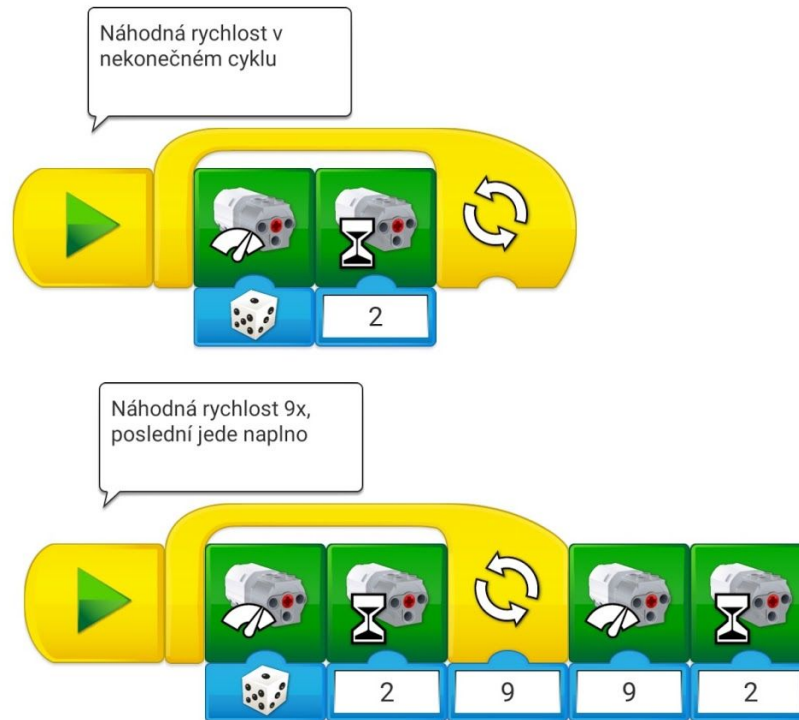 Náhodná rychlost v
nekonečném cyklu
2
Náhodná rychlost 9x,
poslední jede naplno
2 9 9 2